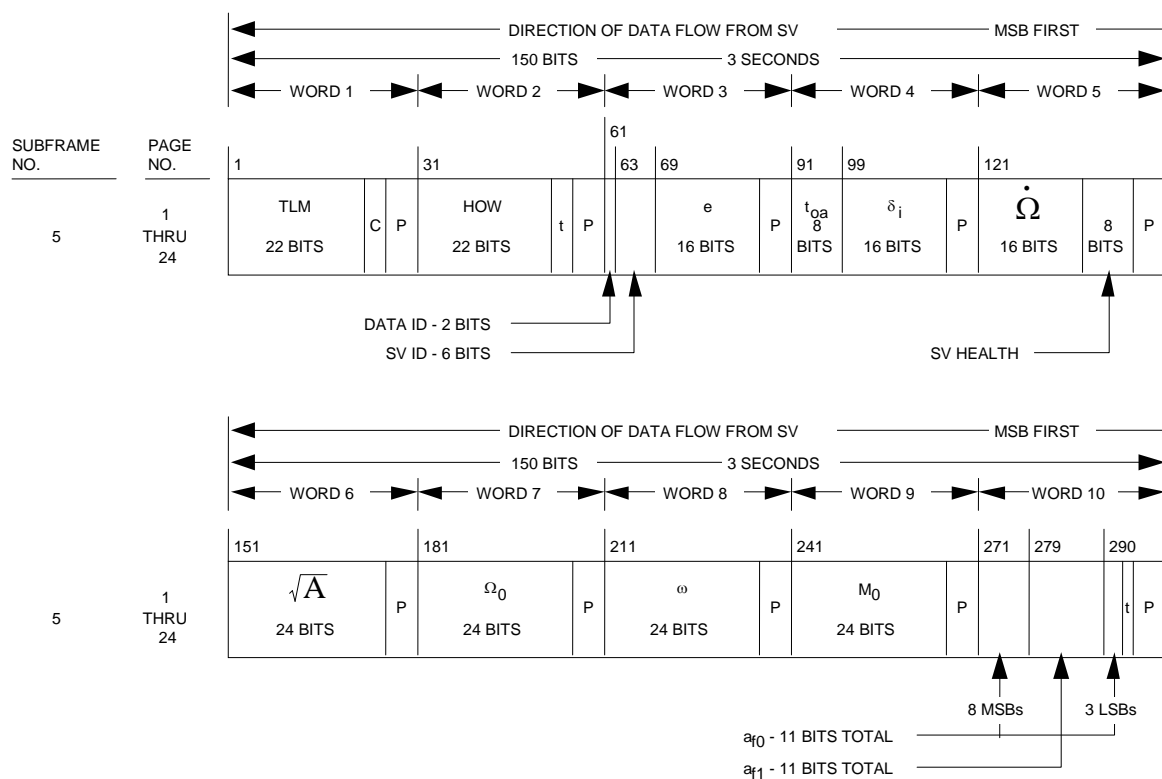 DIRECTION OF DATA FLOW FROM SV MSB FIRST
150 BITS 3 SECONDS
WORD 1 WORD 2 WORD 3 WORD 4 WORD 5
SUBFRAME NO. PAGE NO.
1 31 61 63 69 91 99 121
5
1 THRU 24
TLM 22 BITS
C
P
HOW 22 BITS
t
P
e 16 BITS
P
t_oa 8 BITS
δ_i 16 BITS
P
Ω̇ 16 BITS
8 BITS
P
DATA ID - 2 BITS
SV ID - 6 BITS
SV HEALTH
DIRECTION OF DATA FLOW FROM SV MSB FIRST
150 BITS 3 SECONDS
WORD 6 WORD 7 WORD 8 WORD 9 WORD 10
151 181 211 241 271 279 290
5
1 THRU 24
√A 24 BITS
P
Ω0 24 BITS
P
ω 24 BITS
P
M0 24 BITS
P
t
P
8 MSBs 3 LSBs
af0 - 11 BITS TOTAL
af1 - 11 BITS TOTAL